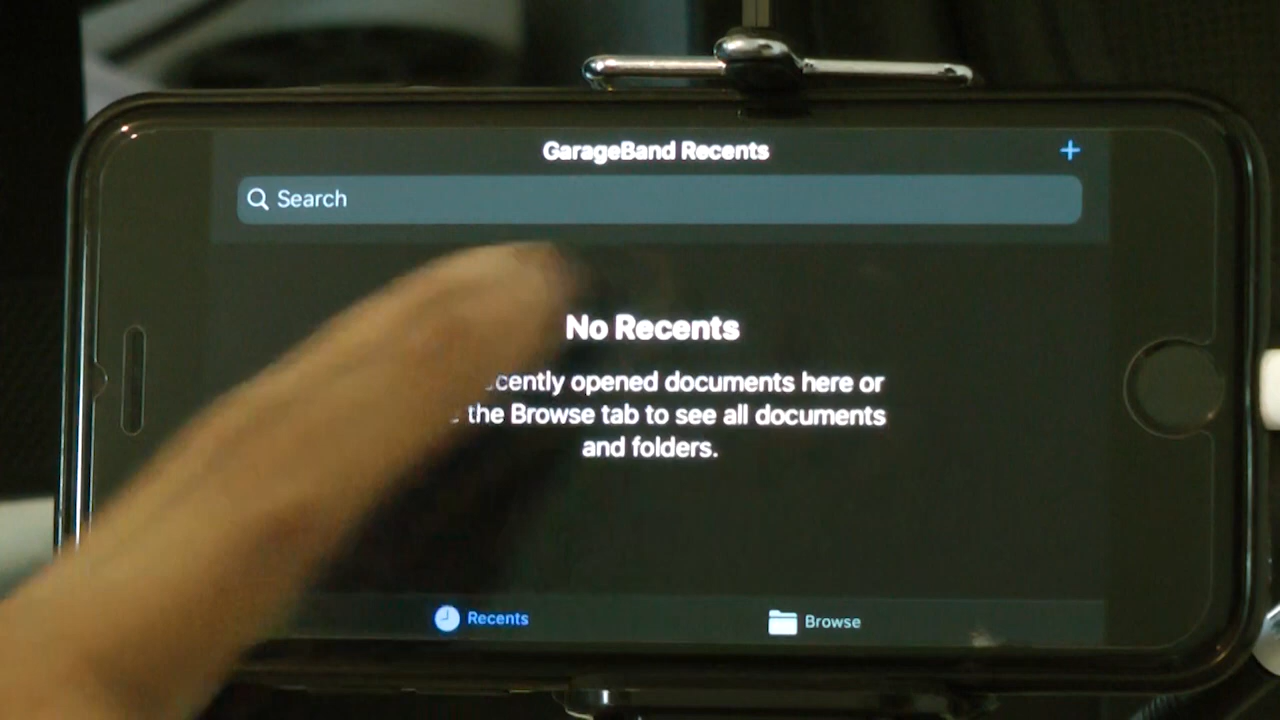 GarageBand Recents
Search
No Recents
opened documents here or
the Browse tab to see all documents
and folders.
Recents
Browse